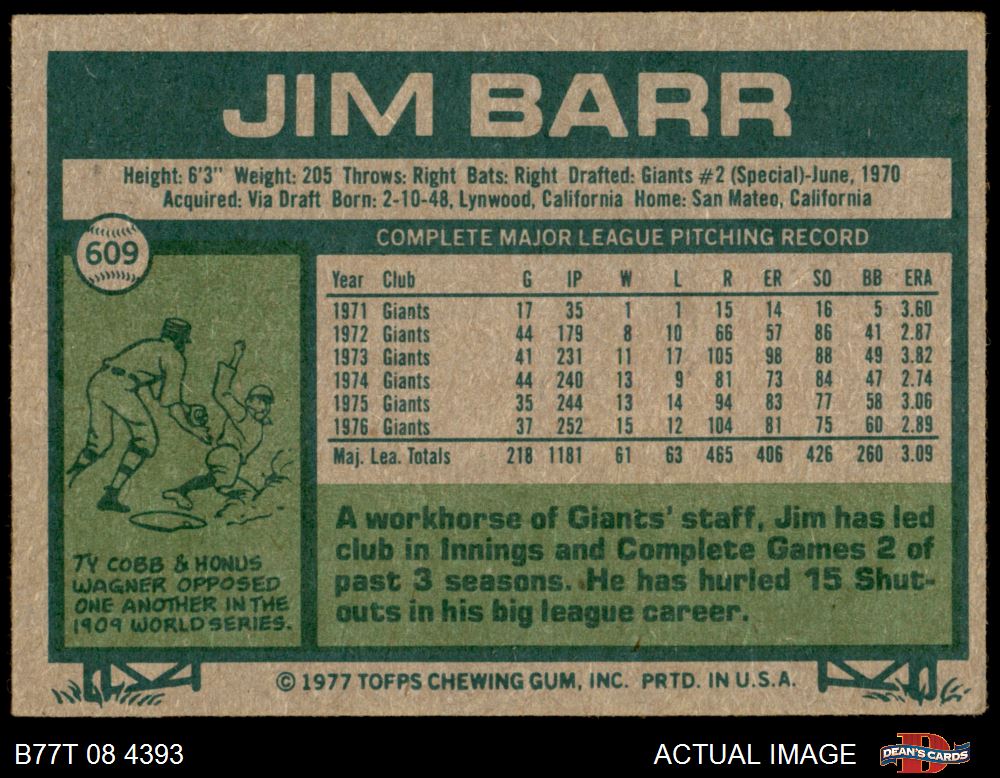 JIM BARR
Height: 6'3" Weight: 205 Throws: Right Bats: Right Drafted: Giants #2 (Special)-June, 1970
Acquired: Via Draft Born: 2-10-48, Lynwood, California Home: San Mateo, California
609
COMPLETE MAJOR LEAGUE PITCHING RECORD
Year Club G IP W L R ER SO BB ERA
1971 Giants 17 35 1 1 15 14 16 5 3.60
1972 Giants 44 179 8 10 66 57 86 41 2.87
1973 Giants 41 231 11 17 105 98 88 49 3.82
1974 Giants 44 240 13 9 81 73 84 47 2.74
1975 Giants 35 244 13 14 94 83 77 58 3.06
1976 Giants 37 252 15 12 104 81 75 60 2.89
Maj. Lea. Totals 218 1181 61 63 465 406 426 260 3.09
A workhorse of Giants' staff, Jim has led
club in Innings and Complete Games 2 of
past 3 seasons. He has hurled 15 Shut-
outs in his big league career.
TY COBB & HONUS
WAGNER OPPOSED
ONE ANOTHER IN THE
1909 WORLD SERIES.
© 1977 TOPPS CHEWING GUM, INC. PRTD. IN U.S.A.
B77T 08 4393
ACTUAL IMAGE
D
DEAN'S CARDS